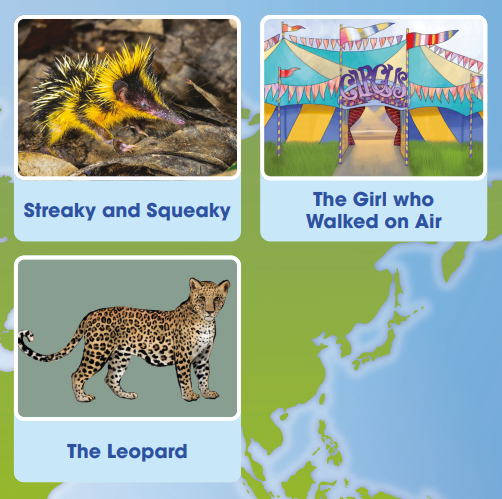 CIRCUS
Streaky and Squeaky
The Girl who
Walked on Air
The Leopard